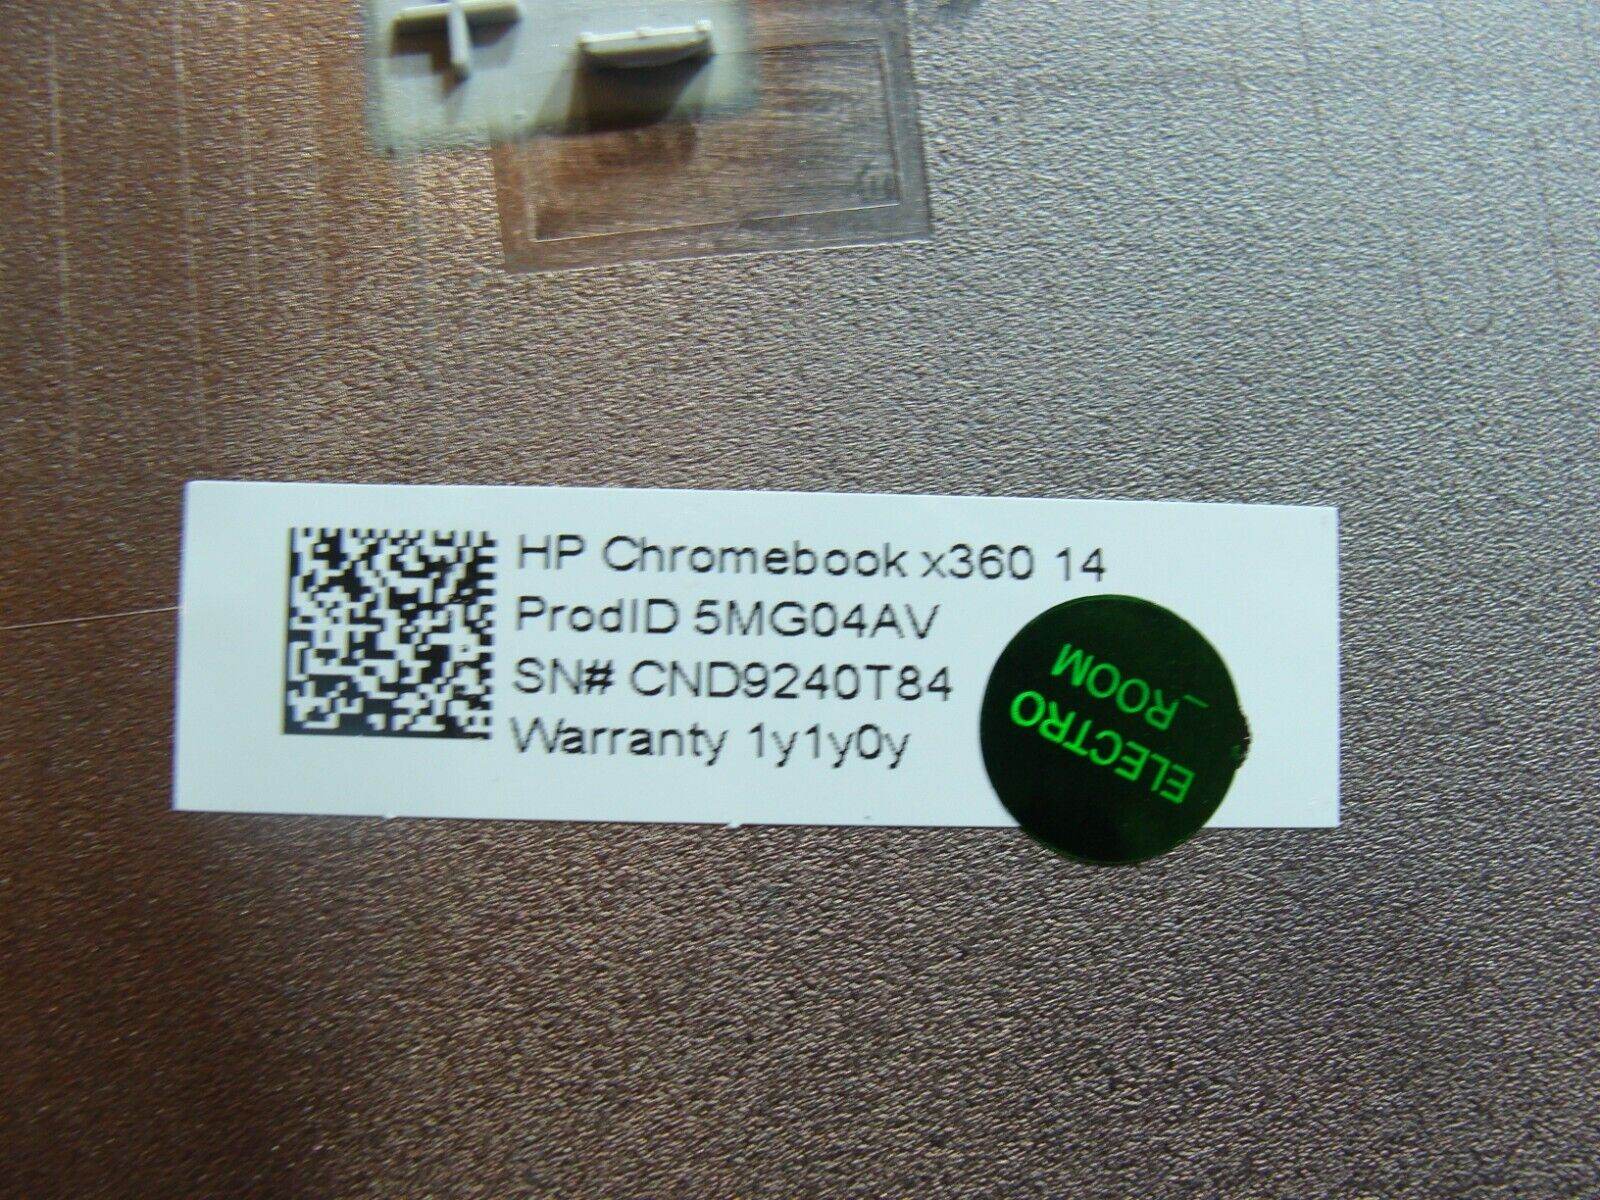 HP Chromebook x360 14
ProdID 5MG04AV
SN# CND9240T84
Warranty 1y1y0y
ELECTRO
_ROOM